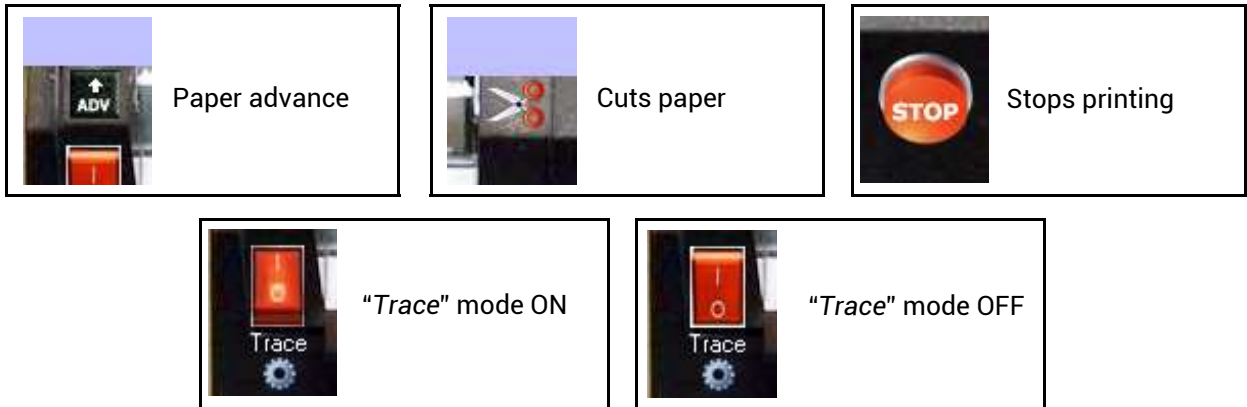 ADV
Paper advance
Cuts paper
STOP
Stops printing
Trace
“Trace” mode ON
Trace
“Trace” mode OFF